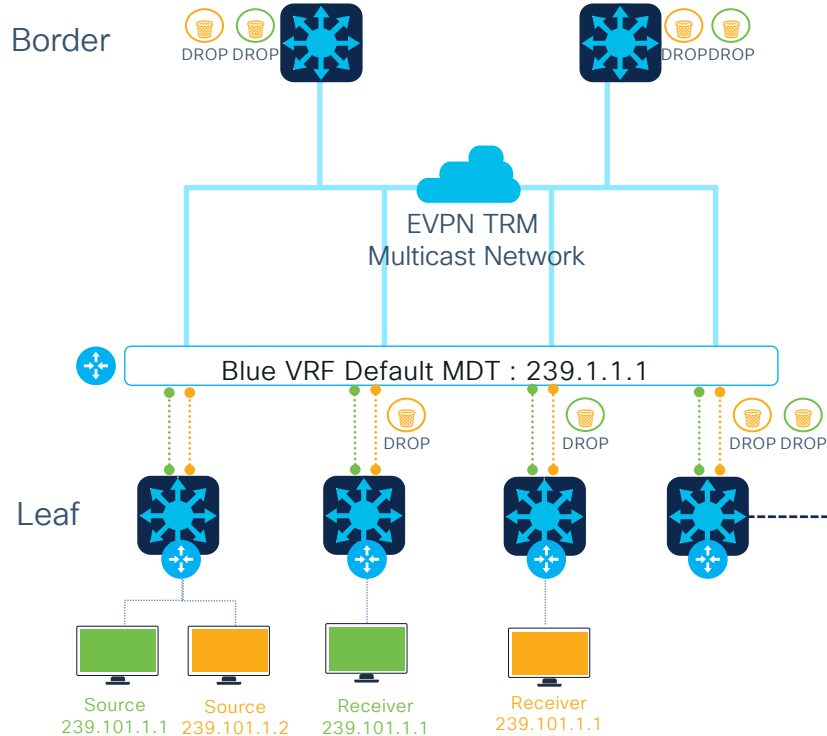 Border
DROP DROP
DROP DROP
EVPN TRM
Multicast Network
Blue VRF Default MDT : 239.1.1.1
DROP
DROP
DROP DROP
Leaf
Source
239.101.1.1
Source
239.101.1.2
Receiver
239.101.1.1
Receiver
239.101.1.1